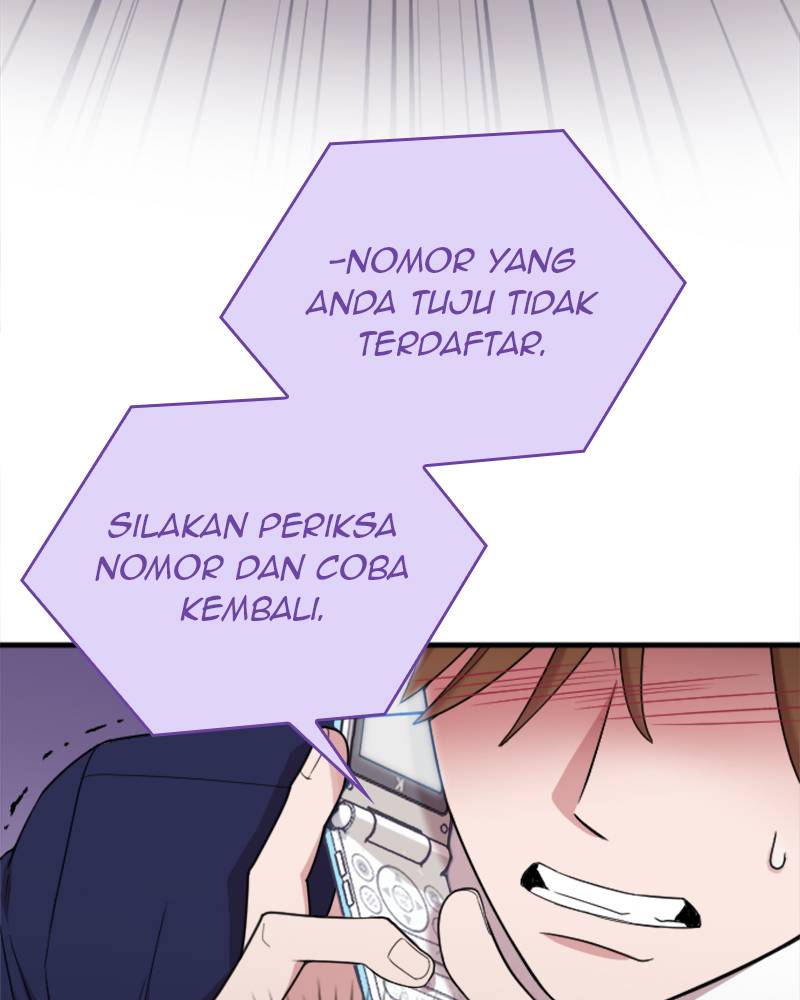 -NOMOR YANG
ANDA TUJU TIDAK
TERDAFTAR.
SILAKAN PERIKSA
NOMOR DAN COBA
KEMBALI.
K